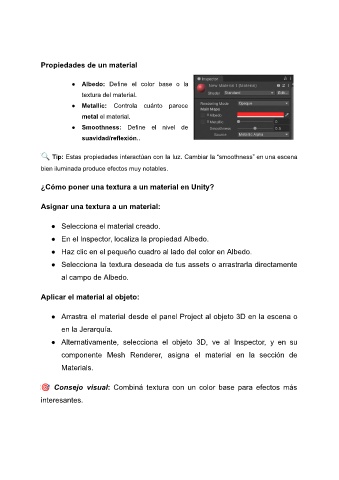 Propiedades de un material
● Albedo: Define el color base o la
textura del material.
● Metallic: Controla cuánto parece
metal el material.
● Smoothness: Define el nivel de
suavidad/reflexión..
Inspector
New Material 1 (Material)
Shader Standard Edit...
Rendering Mode Opaque
Main Maps
Albedo
Metallic 0
Smoothness 0.5
Source Metallic Alpha
🔍 Tip: Estas propiedades interactúan con la luz. Cambiar la “smoothness” en una escena
bien iluminada produce efectos muy notables.
¿Cómo poner una textura a un material en Unity?
Asignar una textura a un material:
● Selecciona el material creado.
● En el Inspector, localiza la propiedad Albedo.
● Haz clic en el pequeño cuadro al lado del color en Albedo.
● Selecciona la textura deseada de tus assets o arrastrarla directamente
al campo de Albedo.
Aplicar el material al objeto:
● Arrastra el material desde el panel Project al objeto 3D en la escena o
en la Jerarquía.
● Alternativamente, selecciona el objeto 3D, ve al Inspector, y en su
componente Mesh Renderer, asigna el material en la sección de
Materials.
🎯 Consejo visual: Combiná textura con un color base para efectos más
interesantes.